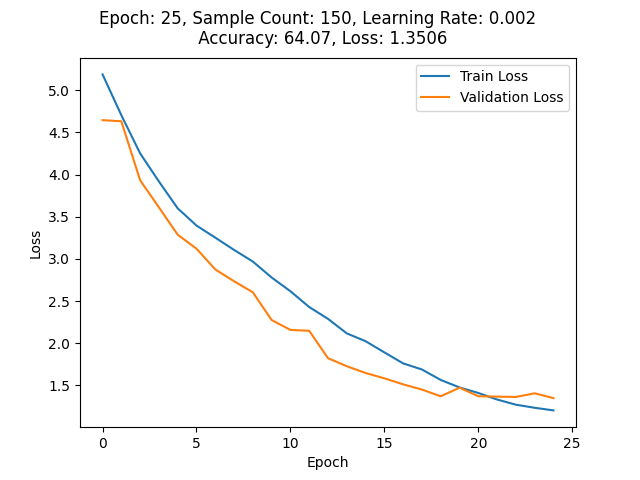 Epoch: 25, Sample Count: 150, Learning Rate: 0.002
Accuracy: 64.07, Loss: 1.3506
Train Loss
Validation Loss
5.0
4.5
4.0
3.5
3.0
2.5
2.0
1.5
Loss
0 5 10 15 20 25
Epoch